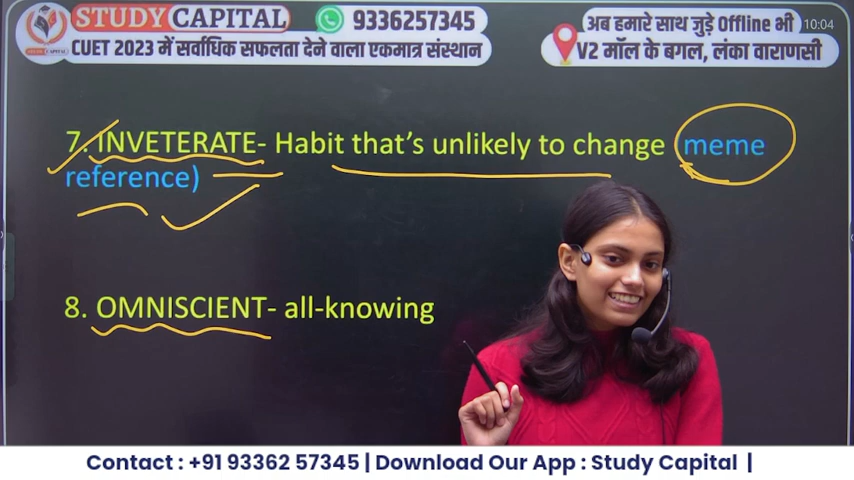 STUDY CAPITAL
9336257345
CUET 2023 में सर्वाधिक सफलता देने वाला एकमात्र संस्थान
अब हमारे साथ जुड़े Offline भी
10:04
V2 मॉल के बगल, लंका वाराणसी
7. INVETERATE- Habit that's unlikely to change (meme
reference)
8. OMNISCIENT- all-knowing
Contact : +91 93362 57345 | Download Our App : Study Capital |